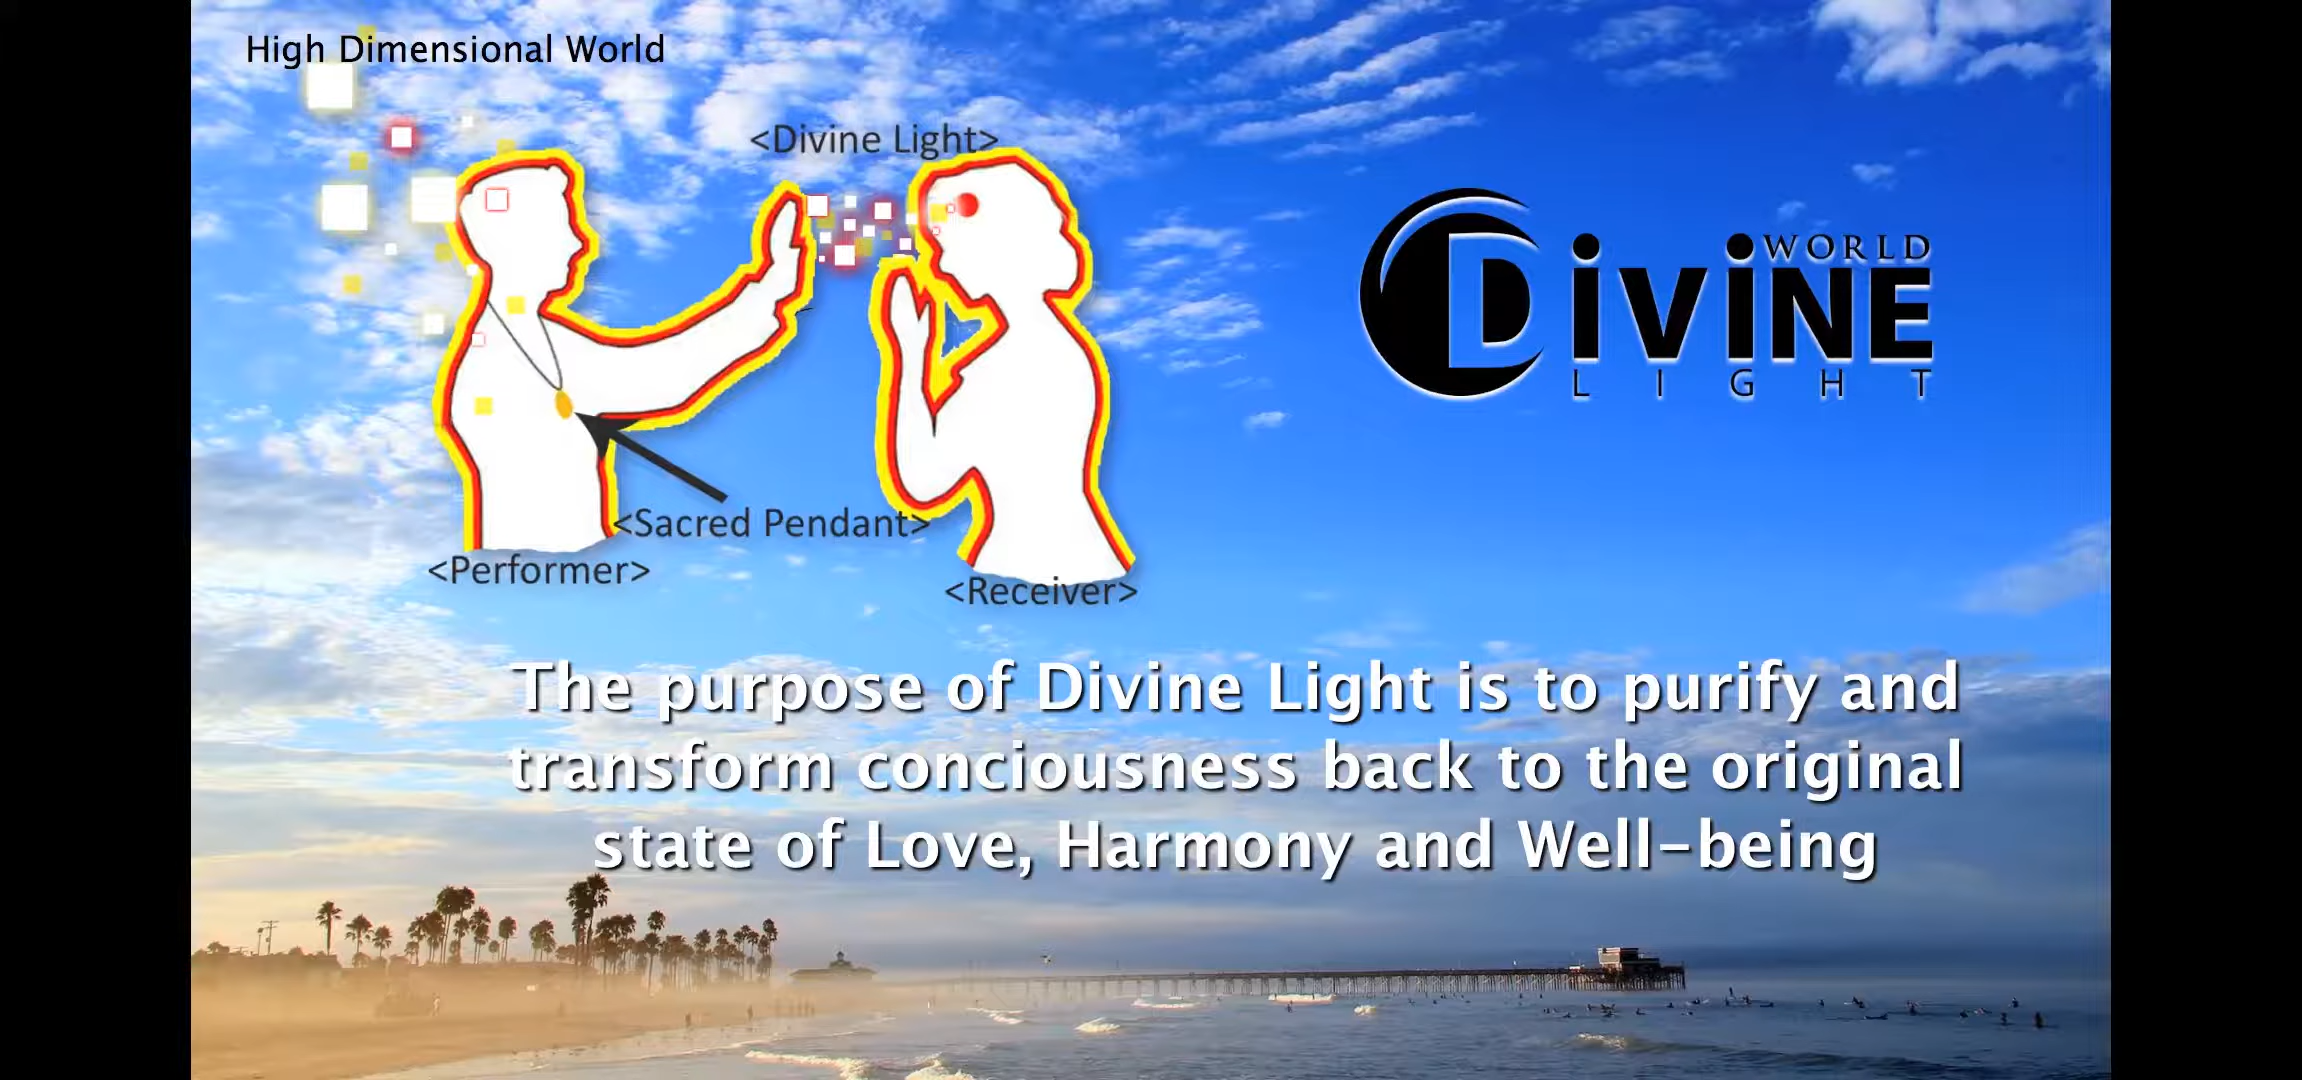 High Dimensional World
<Divine Light>
WORLD
DiViNE
LIGHT
<Sacred Pendant>
<Performer>
<Receiver>
The purpose of Divine Light is to purify and
transform conciousness back to the original
state of Love, Harmony and Well-being